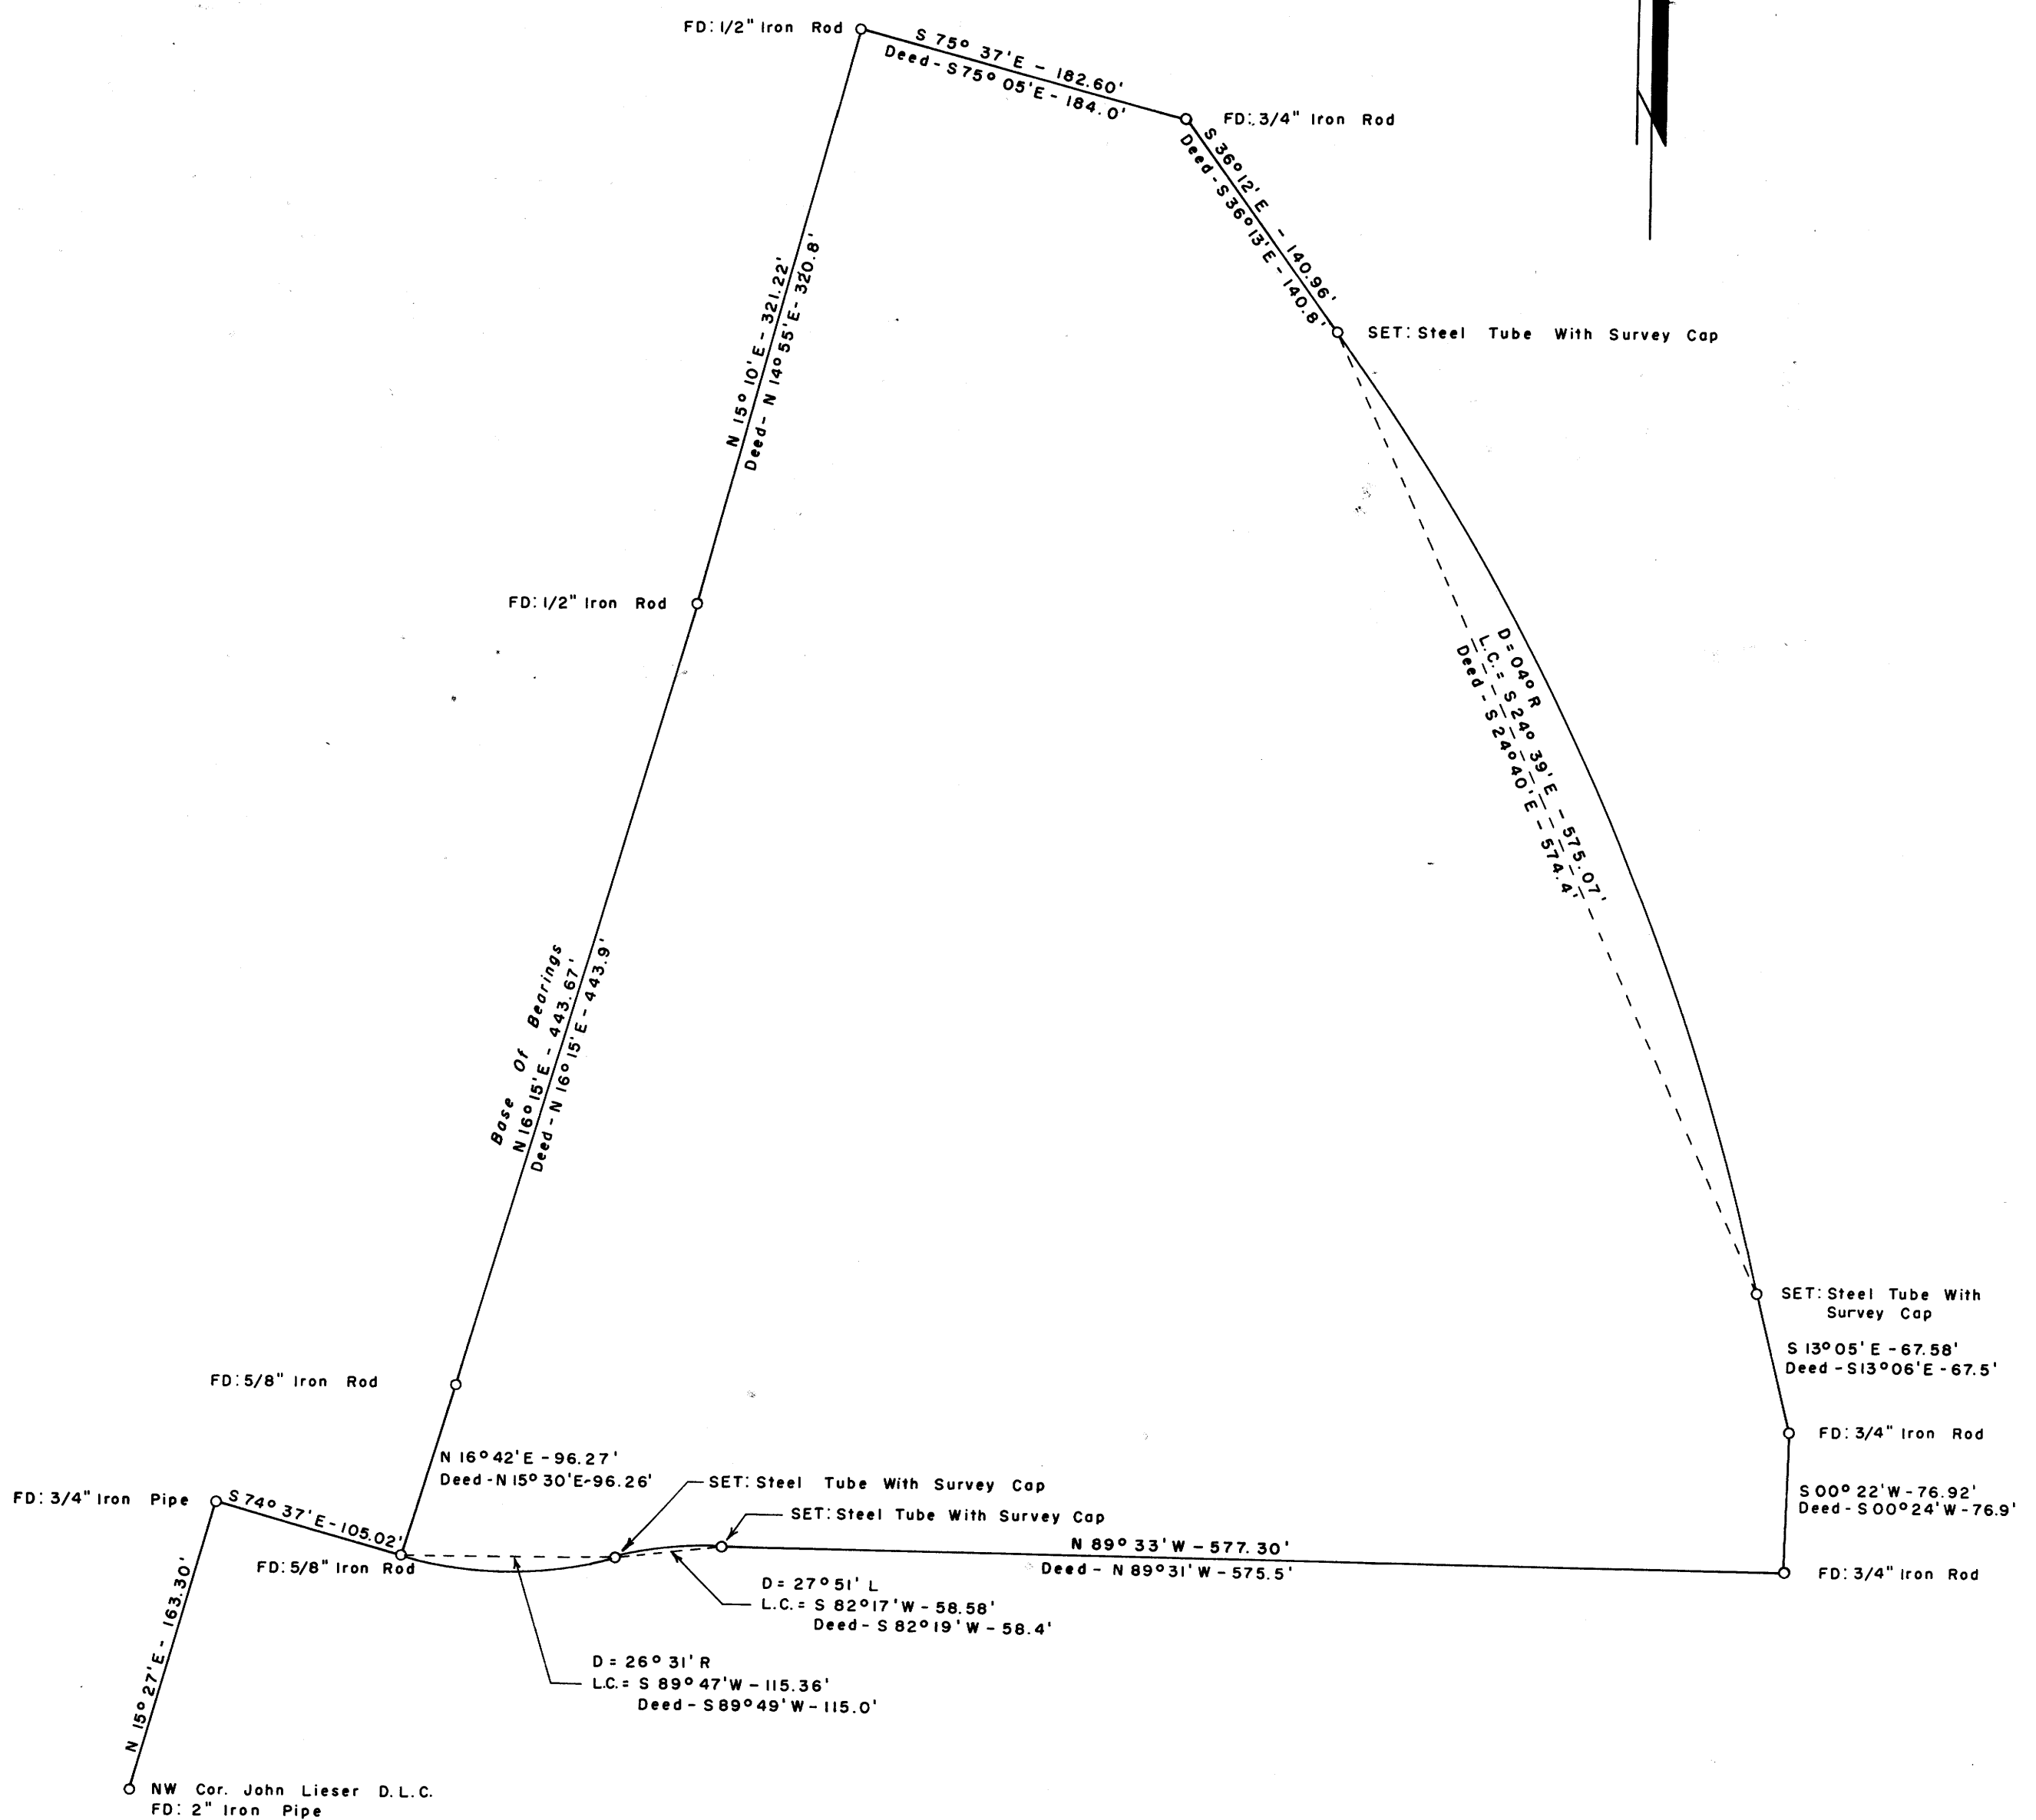 FD: 1/2" Iron Rod
S 75° 37' E - 182.60'
Deed - S 75° 05' E - 184.0'
FD: 3/4" Iron Rod
S 36° 12' E - 140.96'
Deed - S 36° 13' E - 140.8'
SET: Steel Tube With Survey Cap
N 15° 10' E - 321.22'
Deed - N 14° 55' E - 320.8'
FD: 1/2" Iron Rod
D = 04° R
L.C. = S 24° 39' E - 575.07'
Deed - S 24° 40' E - 574.4'
Base Of Bearings
N 16° 15' E - 443.67'
Deed - N 16° 15' E - 443.9'
SET: Steel Tube With
Survey Cap
S 13° 05' E - 67.58'
Deed - S 13° 06' E - 67.5'
FD: 5/8" Iron Rod
FD: 3/4" Iron Rod
N 16° 42' E - 96.27'
Deed - N 15° 30' E - 96.26'
SET: Steel Tube With Survey Cap
SET: Steel Tube With Survey Cap
S 00° 22' W - 76.92'
Deed - S 00° 24' W - 76.9'
FD: 3/4" Iron Pipe
S 74° 37' E - 105.02'
FD: 5/8" Iron Rod
N 89° 33' W - 577.30'
Deed - N 89° 31' W - 575.5'
FD: 3/4" Iron Rod
D = 27° 51' L
L.C. = S 82° 17' W - 58.58'
Deed - S 82° 19' W - 58.4'
D = 26° 31' R
L.C. = S 89° 47' W - 115.36'
Deed - S 89° 49' W - 115.0'
N 15° 27' E - 163.30'
NW Cor. John Lieser D.L.C.
FD: 2" Iron Pipe